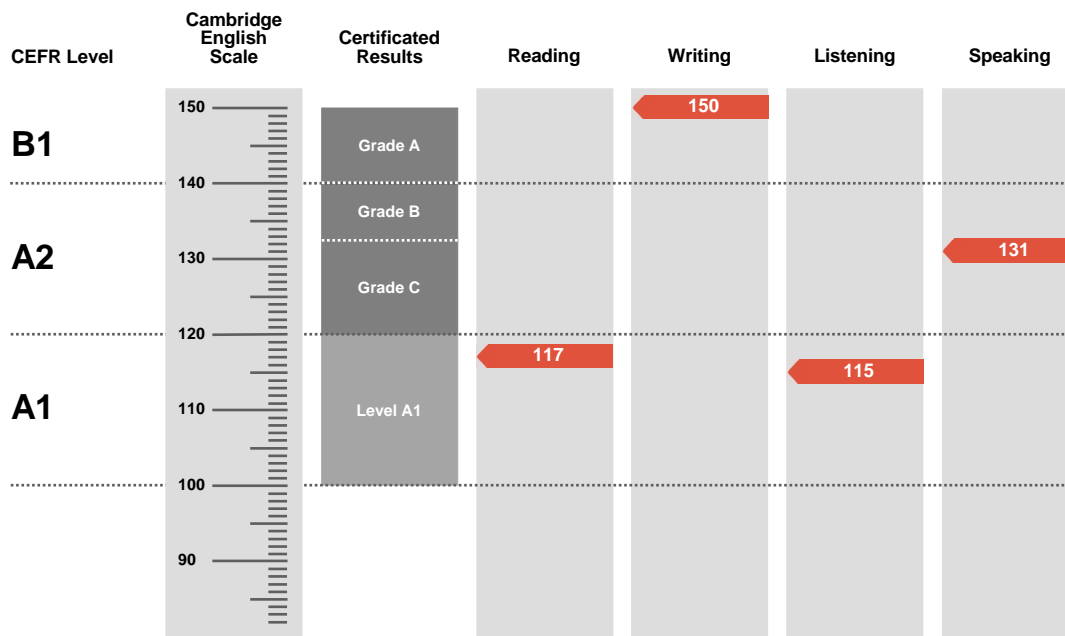 CEFR Level
Cambridge
English
Scale
Certificated
Results
Reading
Writing
Listening
Speaking
150
150
B1
Grade A
140
Grade B
A2
130
131
Grade C
120
117
115
A1
110
Level A1
100
90